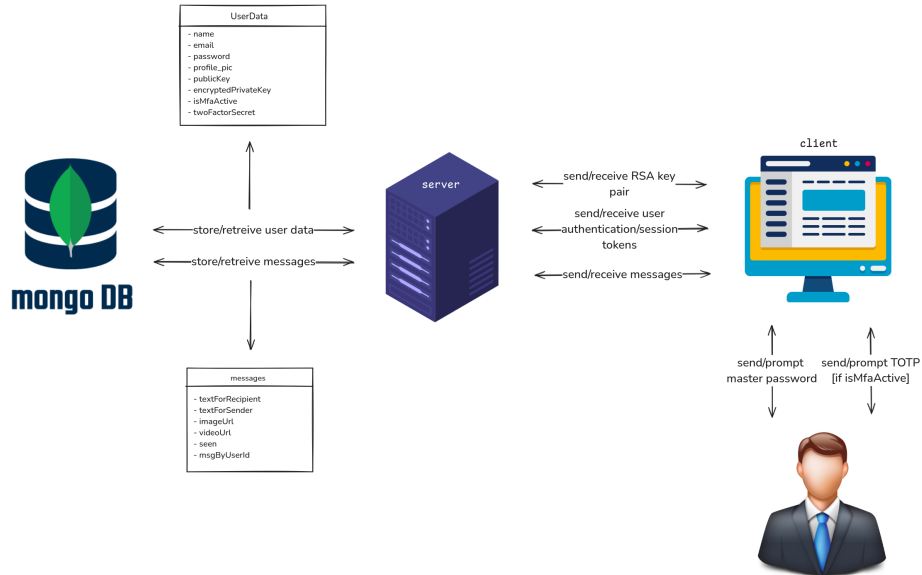 UserData
- name
- email
- password
- profile_pic
- publicKey
- encryptedPrivateKey
- isMfaActive
- twoFactorSecret
mongo DB
store/retreive user data
store/retreive messages
messages
- textForRecipient
- textForSender
- imageUrl
- videoUrl
- seen
- msgByUserId
server
send/receive RSA key
pair
send/receive user
authentication/session
tokens
send/receive messages
client
send/prompt
master password
send/prompt TOTP
[if isMfaActive]